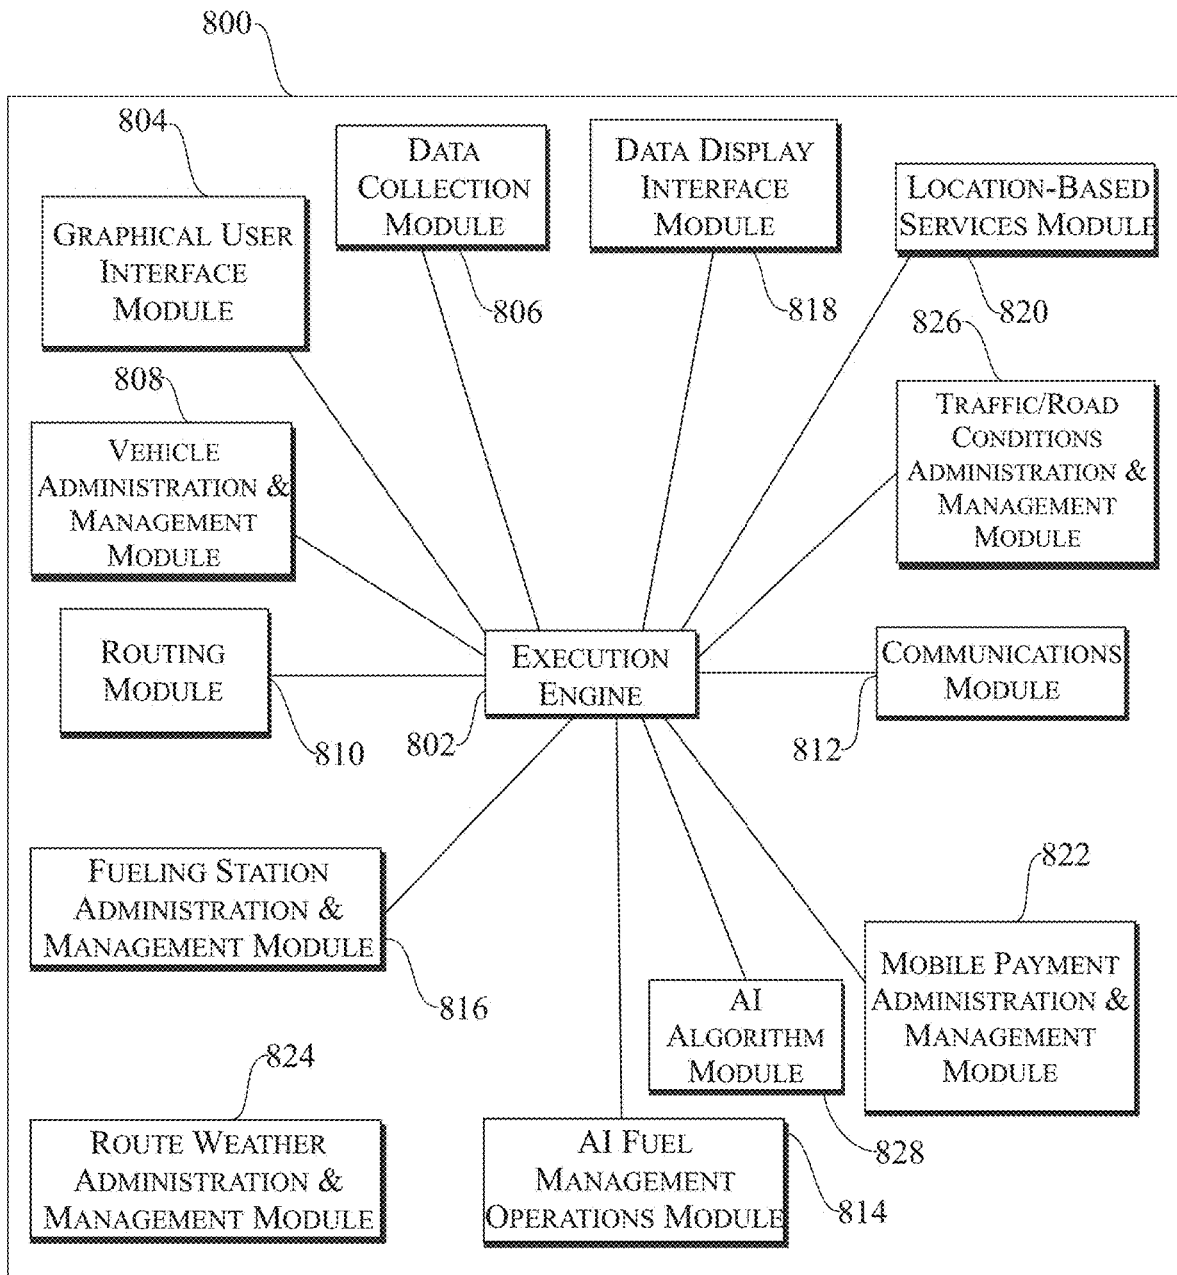 800
804
GRAPHICAL USER
INTERFACE
MODULE
DATA
COLLECTION
MODULE
806
DATA DISPLAY
INTERFACE
MODULE
818
LOCATION-BASED
SERVICES MODULE
820
826
TRAFFIC/ROAD
CONDITIONS
ADMINISTRATION &
MANAGEMENT
MODULE
808
VEHICLE
ADMINISTRATION &
MANAGEMENT
MODULE
ROUTING
MODULE
810
EXECUTION
ENGINE
802
COMMUNICATIONS
MODULE
812
FUELING STATION
ADMINISTRATION &
MANAGEMENT MODULE
816
822
MOBILE PAYMENT
ADMINISTRATION &
MANAGEMENT
MODULE
AI
ALGORITHM
MODULE
828
824
ROUTE WEATHER
ADMINISTRATION &
MANAGEMENT MODULE
AI FUEL
MANAGEMENT
OPERATIONS MODULE
814